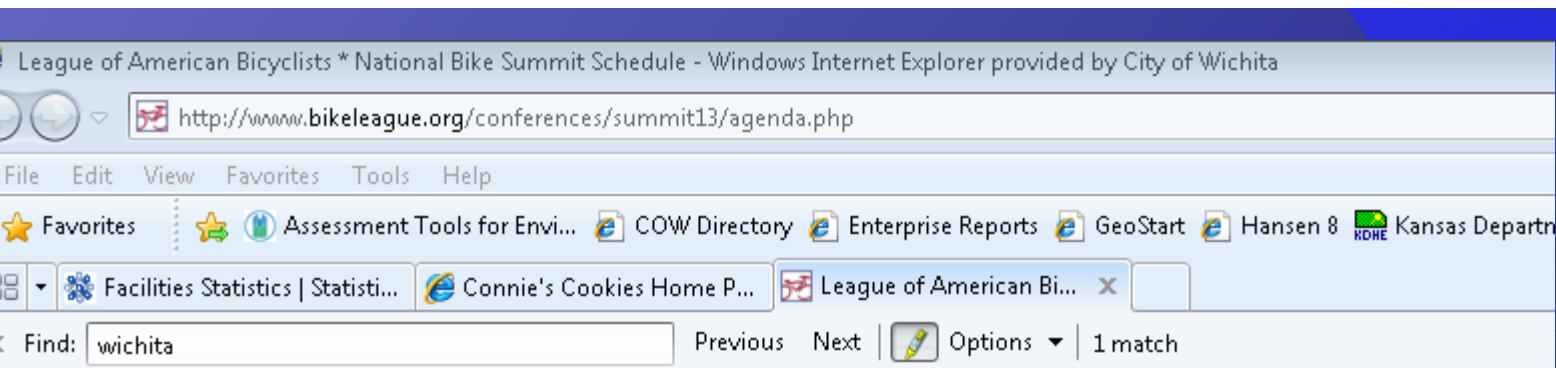 League of American Bicyclists * National Bike Summit Schedule - Windows Internet Explorer provided by City of Wichita
http://www.bikeleague.org/conferences/summit13/agenda.php
File Edit View Favorites Tools Help
Favorites Assessment Tools for Envi... COW Directory Enterprise Reports GeoStart Hansen 8 KDHE Kansas Departn
Facilities Statistics | Statisti... Connie's Cookies Home P... League of American Bi... x
x Find: wichita Previous Next Options 1 match